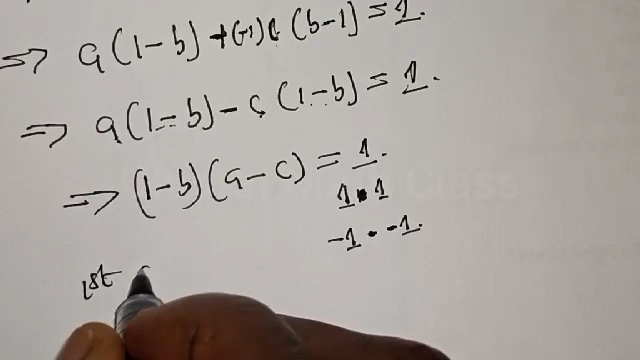 ⇒ a(1-b)+(-1)c(b-1)=1.
⇒ a(1-b)-c(1-b)=1.
⇒ (1-b)(a-c)=1.
1·1
-1·-1.
1st